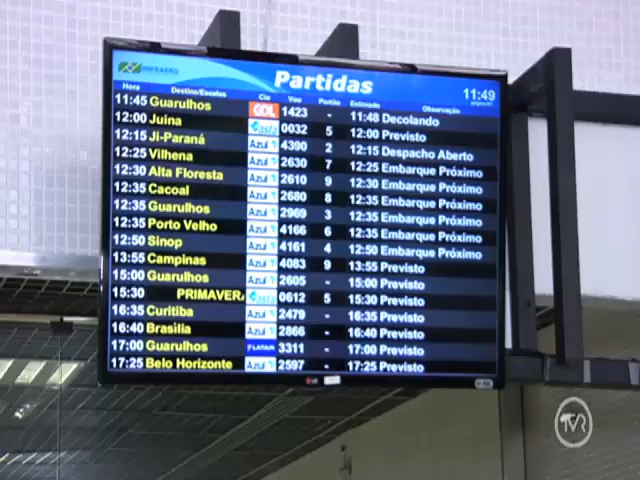 INFRAERO Partidas 11:49
Hora Destino/Escalas Cia Voo Portão Estimado Observação
11:45 Guarulhos GOL 1423 - 11:48 Decolando
12:00 Juina asta 0032 5 12:00 Previsto
12:15 Ji-Paraná Azul 4390 2 12:15 Despacho Aberto
12:25 Vilhena Azul 2630 7 12:25 Embarque Próximo
12:30 Alta Floresta Azul 2610 9 12:30 Embarque Próximo
12:35 Cacoal Azul 2680 8 12:35 Embarque Próximo
12:35 Guarulhos Azul 2969 3 12:35 Embarque Próximo
12:35 Porto Velho Azul 4166 6 12:35 Embarque Próximo
12:50 Sinop Azul 4161 4 12:50 Embarque Próximo
13:55 Campinas Azul 4083 9 13:55 Previsto
15:00 Guarulhos Azul 2605 - 15:00 Previsto
15:30 PRIMAVERA asta 0612 5 15:30 Previsto
16:35 Curitiba Azul 2479 - 16:35 Previsto
16:40 Brasilia Azul 2866 - 16:40 Previsto
17:00 Guarulhos LATAM 3311 - 17:00 Previsto
17:25 Belo Horizonte Azul 2597 - 17:25 Previsto
LG
TVR